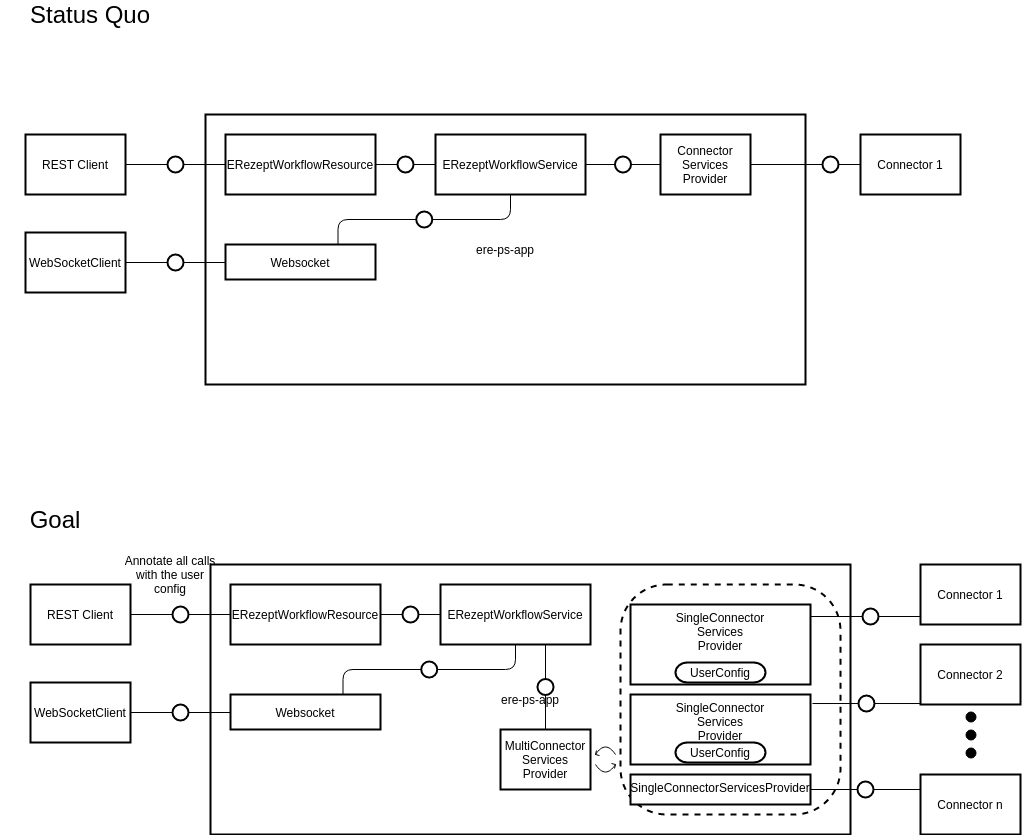 Status Quo
REST Client
ERezeptWorkflowResource
ERezeptWorkflowService
Connector
Services
Provider
Connector 1
WebSocketClient
Websocket
ere-ps-app
Goal
Annotate all calls
with the user
config
REST Client
ERezeptWorkflowResource
ERezeptWorkflowService
SingleConnector
Services
Provider
UserConfig
Connector 1
Connector 2
WebSocketClient
Websocket
ere-ps-app
SingleConnector
Services
Provider
UserConfig
MultiConnector
Services
Provider
SingleConnectorServicesProvider
Connector n